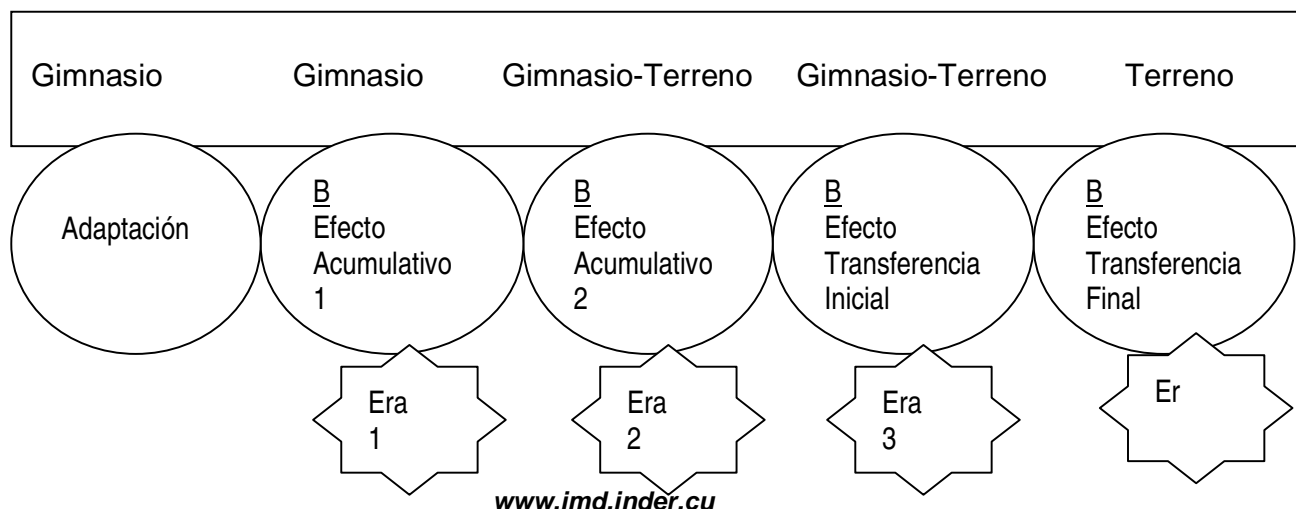 Gimnasio Gimnasio Gimnasio-Terreno Gimnasio-Terreno Terreno
Adaptación
B
Efecto
Acumulativo
1
B
Efecto
Acumulativo
2
B
Efecto
Transferencia
Inicial
B
Efecto
Transferencia
Final
Era
1
Era
2
Era
3
Er
www.imd.inder.cu